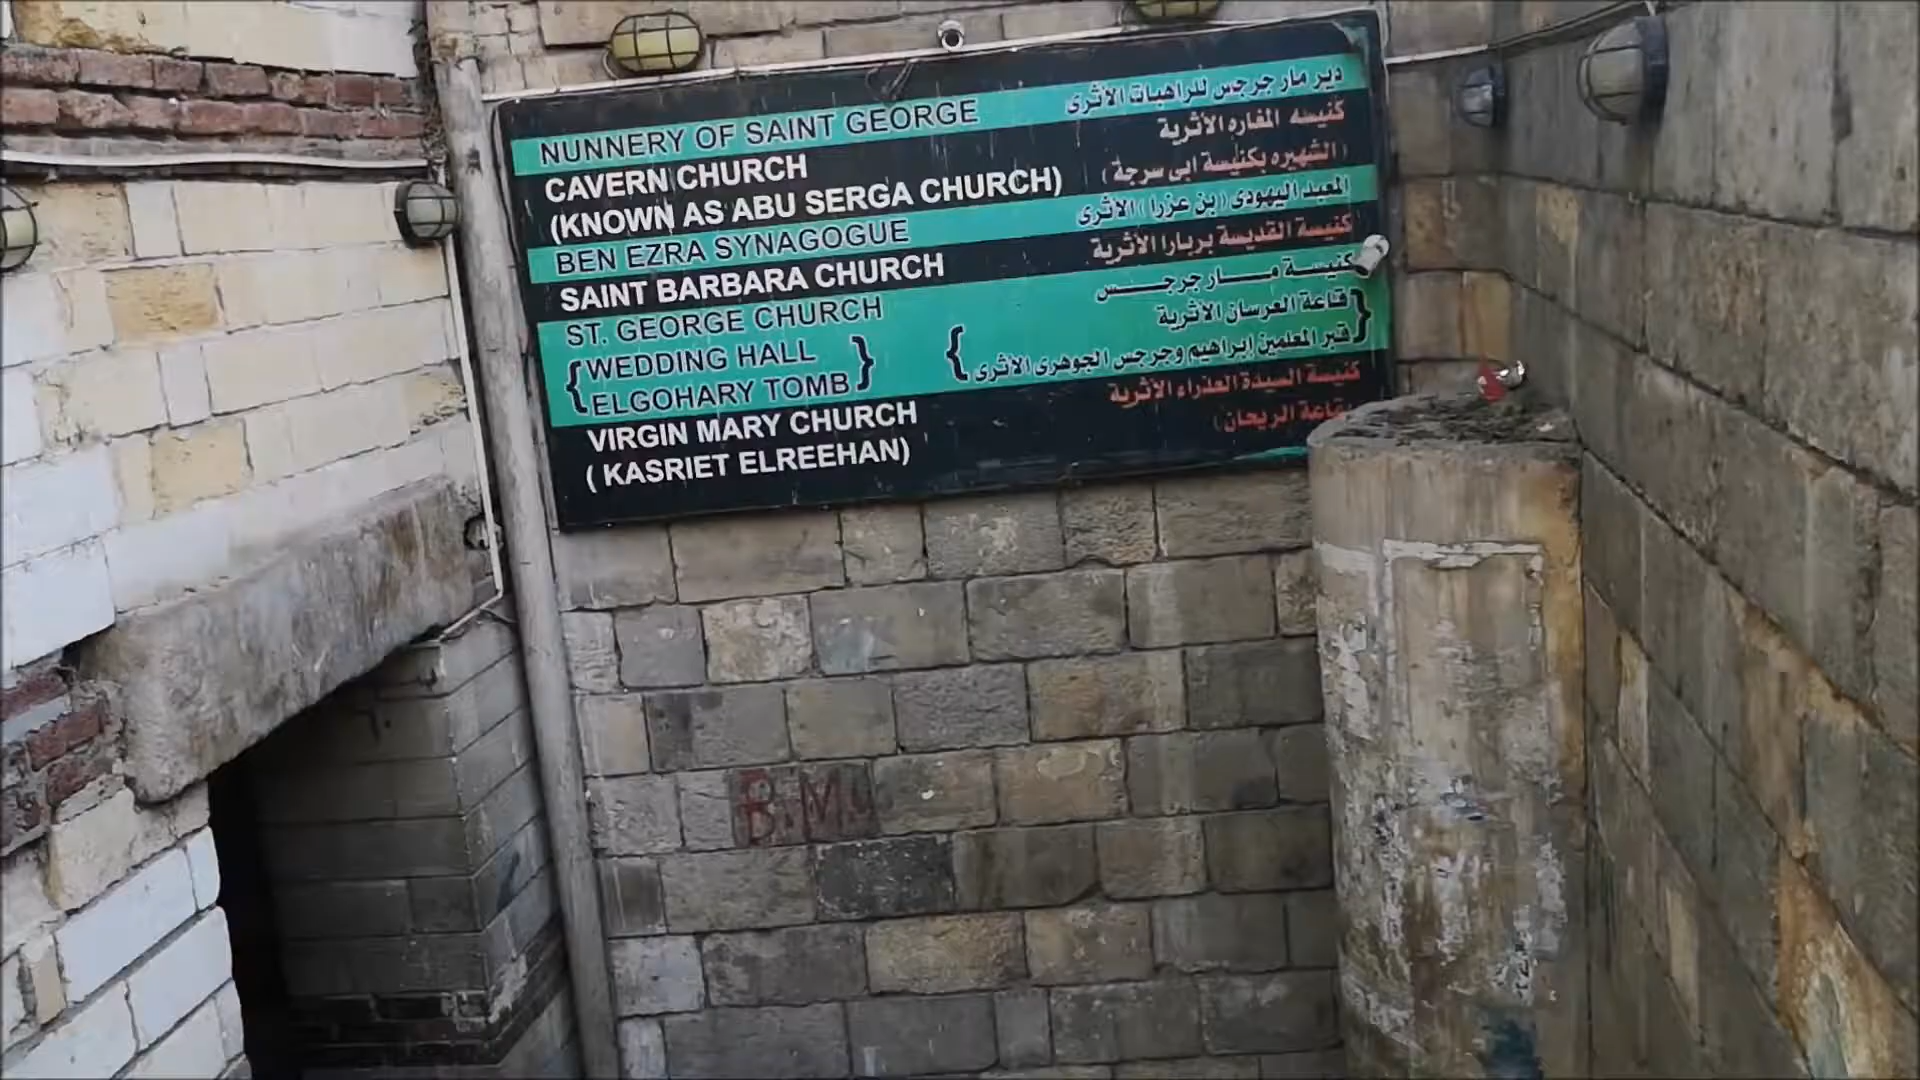 NUNNERY OF SAINT GEORGE دير مار جرجس للراهبات الأثرى
CAVERN CHURCH كنيسه المغاره الأثرية
(KNOWN AS ABU SERGA CHURCH) (الشهيره بكنيسة ابى سرجة)
BEN EZRA SYNAGOGUE المعبد اليهودى (بن عزرا) الأثرى
SAINT BARBARA CHURCH كنيسة القديسة بربارا الأثرية
ST. GEORGE CHURCH كنيسة مار جرجس
{WEDDING HALL} {قاعة العرسان الأثرية}
{ELGOHARY TOMB} {قبر المعلمين إبراهيم وجرجس الجوهرى الاثرى}
VIRGIN MARY CHURCH كنيسة السيدة العذراء الأثرية
( KASRIET ELREEHAN) الريحان)
B.M